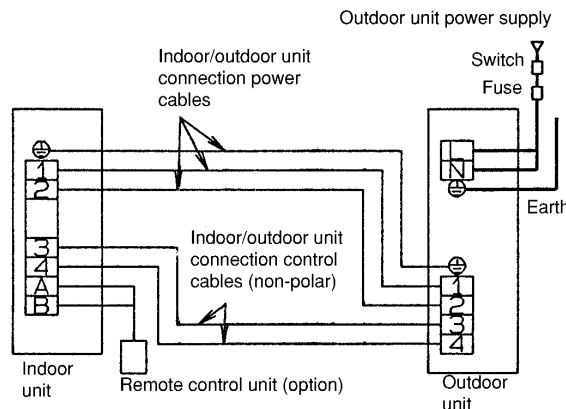 Outdoor unit power supply
Switch
Fuse
Indoor/outdoor unit
connection power
cables
L
N
Earth
1
2
3
4
A
B
Indoor/outdoor unit
connection control
cables (non-polar)
1
2
3
4
Indoor
unit
Remote control unit (option)
Outdoor
unit